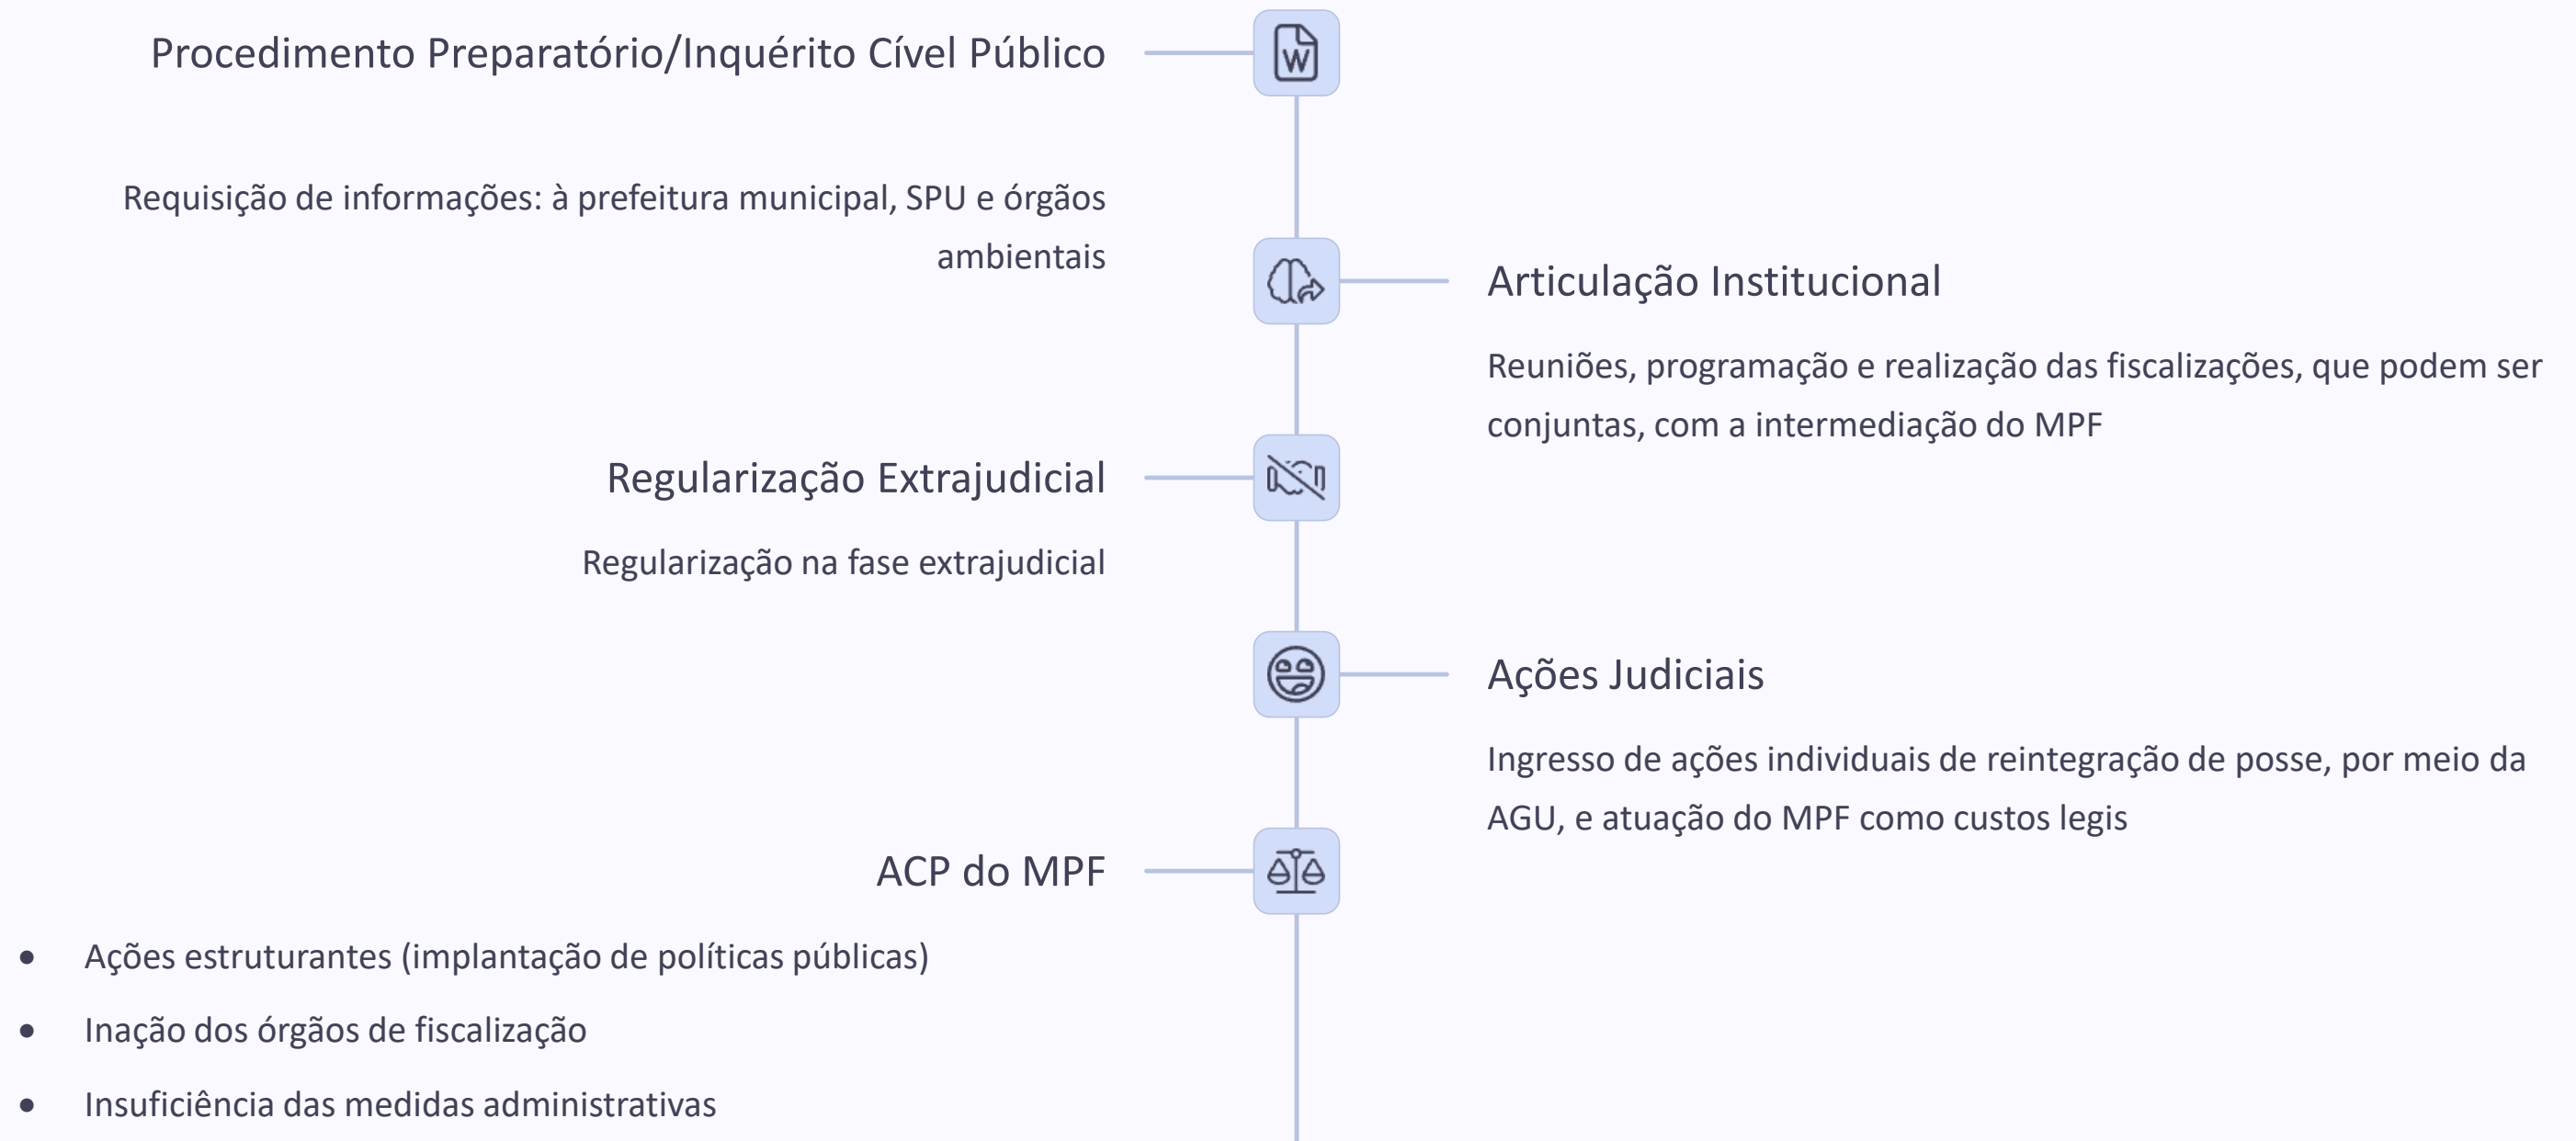 Procedimento Preparatório/Inquérito Cível Público
Requisição de informações: à prefeitura municipal, SPU e órgãos
ambientais
Articulação Institucional
Reuniões, programação e realização das fiscalizações, que podem ser
conjuntas, com a intermediação do MPF
Regularização Extrajudicial
Regularização na fase extrajudicial
Ações Judiciais
Ingresso de ações individuais de reintegração de posse, por meio da
AGU, e atuação do MPF como custos legis
ACP do MPF
• Ações estruturantes (implantação de políticas públicas)
• Inação dos órgãos de fiscalização
• Insuficiência das medidas administrativas